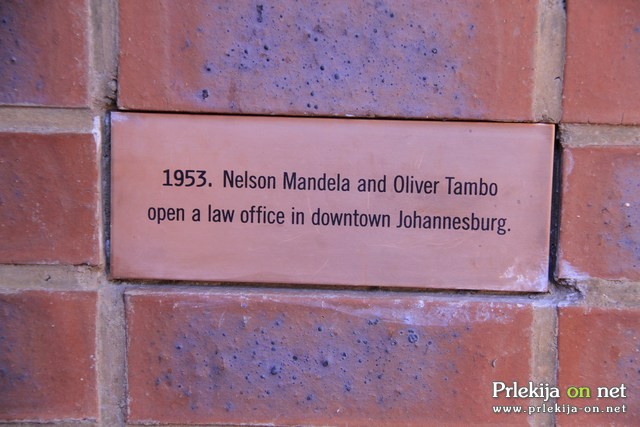 1953. Nelson Mandela and Oliver Tambo
open a law office in downtown Johannesburg.
Prlekija on net
www.prlekija-on.net